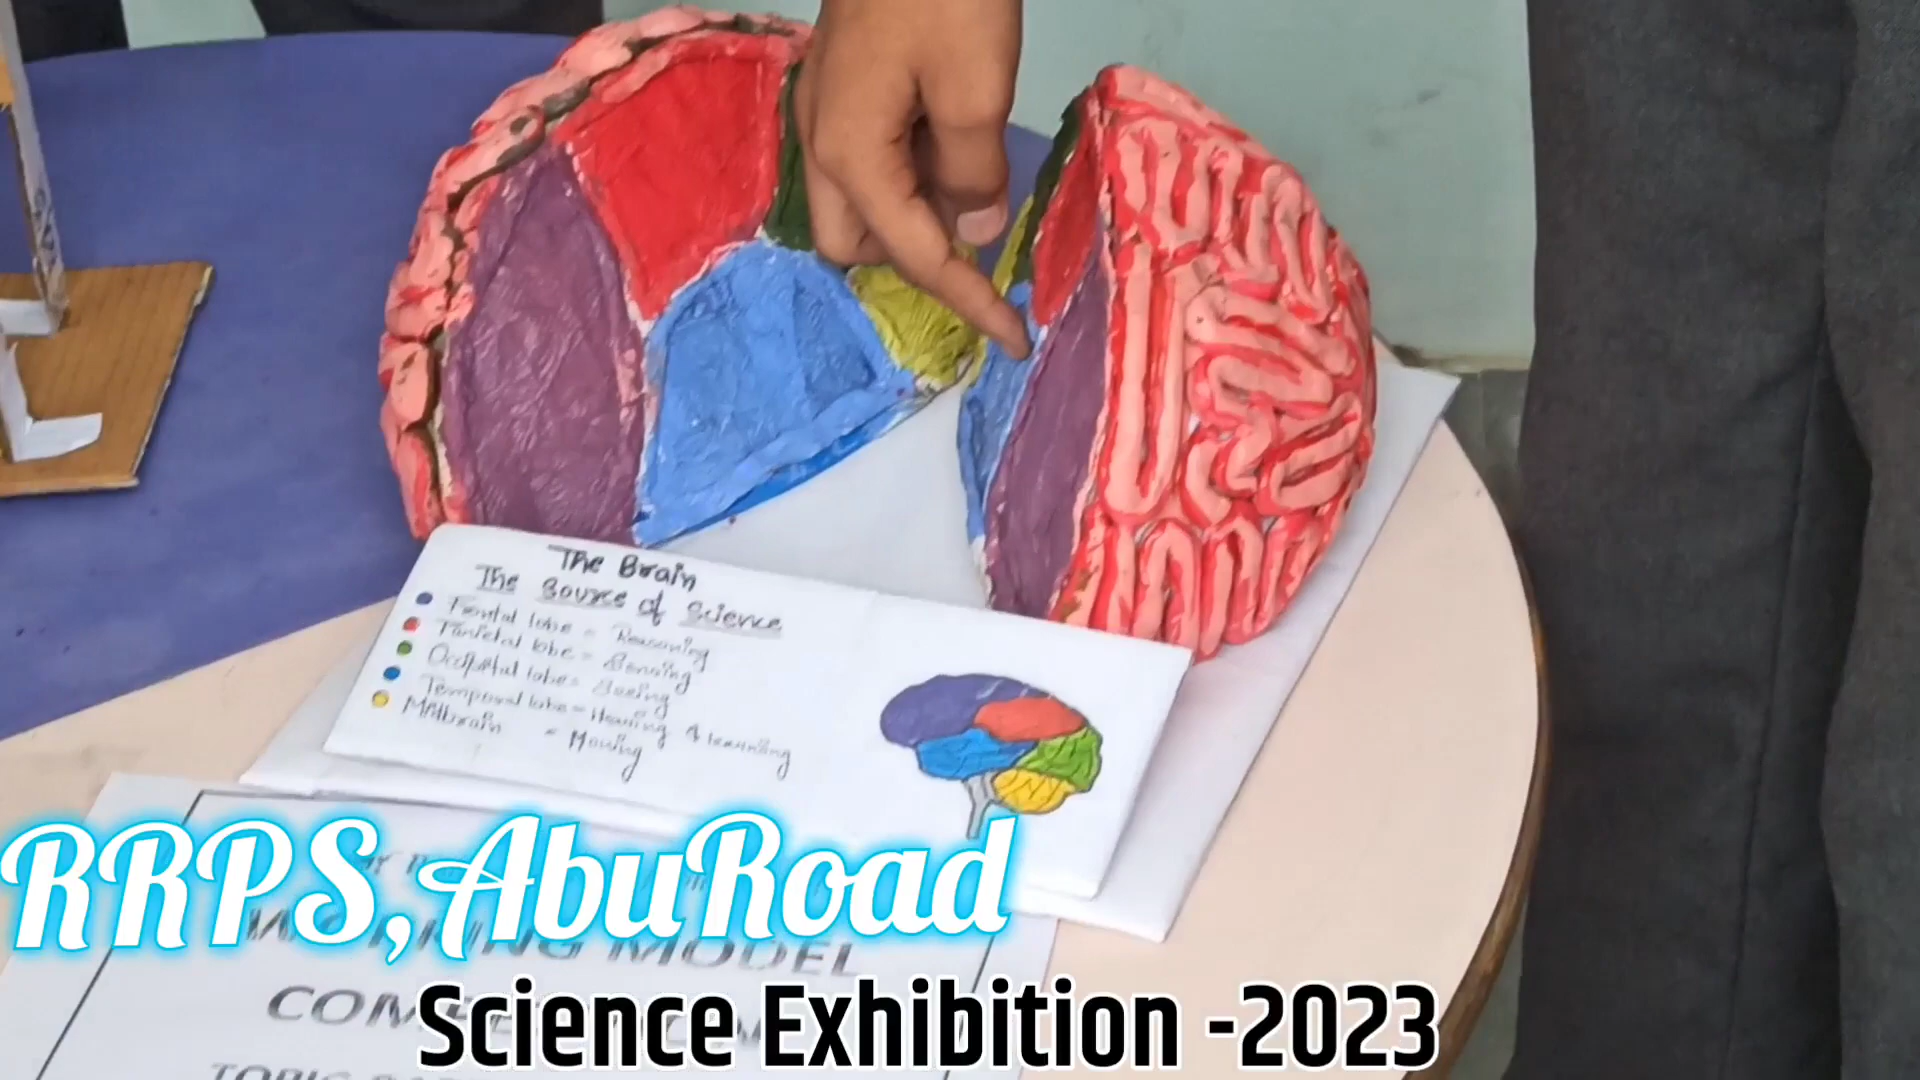 The Brain
The Source of Science
Frontal lobe = Reasoning
Parietal lobe = Sensing
Occipital lobe = Seeing
Temporal lobe = Hearing & learning
Midbrain = Moving
RRPS,AbuRoad
WORKING MODEL
Science Exhibition -2023